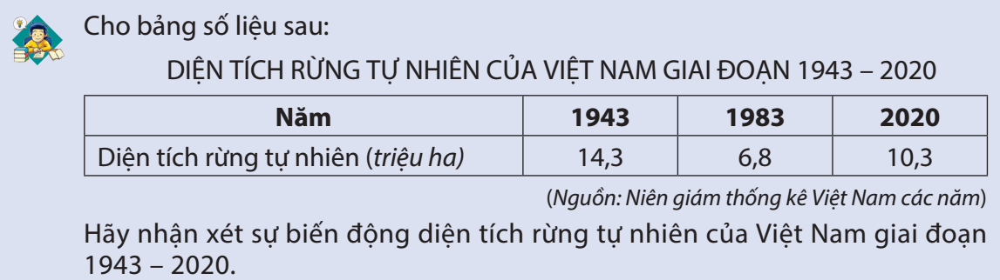 Cho bảng số liệu sau:
DIỆN TÍCH RỪNG TỰ NHIÊN CỦA VIỆT NAM GIAI ĐOẠN 1943 – 2020
Năm 1943 1983 2020
Diện tích rừng tự nhiên (triệu ha) 14,3 6,8 10,3
(Nguồn: Niên giám thống kê Việt Nam các năm)
Hãy nhận xét sự biến động diện tích rừng tự nhiên của Việt Nam giai đoạn
1943 – 2020.